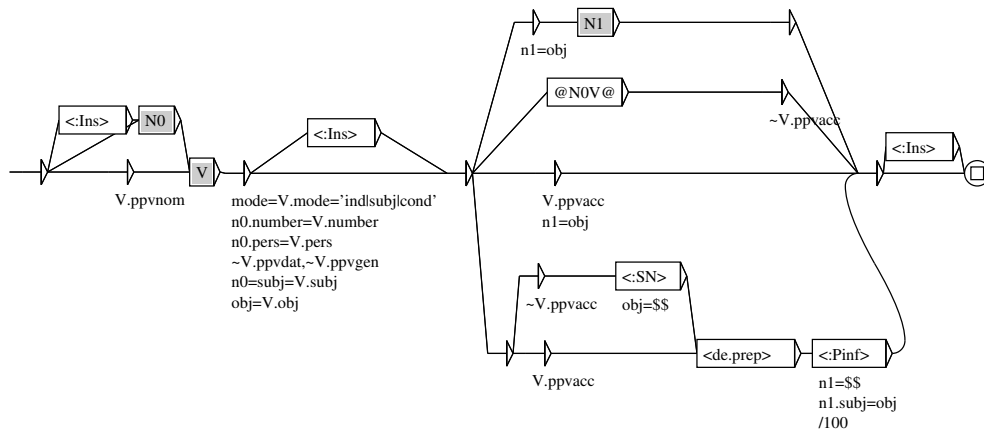 N1
n1=obj
@N0V@
~V.ppvacc
<:Ins>
N0
<:Ins>
<:Ins>
V
V.ppvnom
mode=V.mode='ind|subj|cond'
n0.number=V.number
n0.pers=V.pers
~V.ppvdat,~V.ppvgen
n0=subj=V.subj
obj=V.obj
V.ppvacc
n1=obj
<:SN>
~V.ppvacc
obj=$$
<de.prep>
<:Pinf>
V.ppvacc
n1=$$
n1.subj=obj
/100